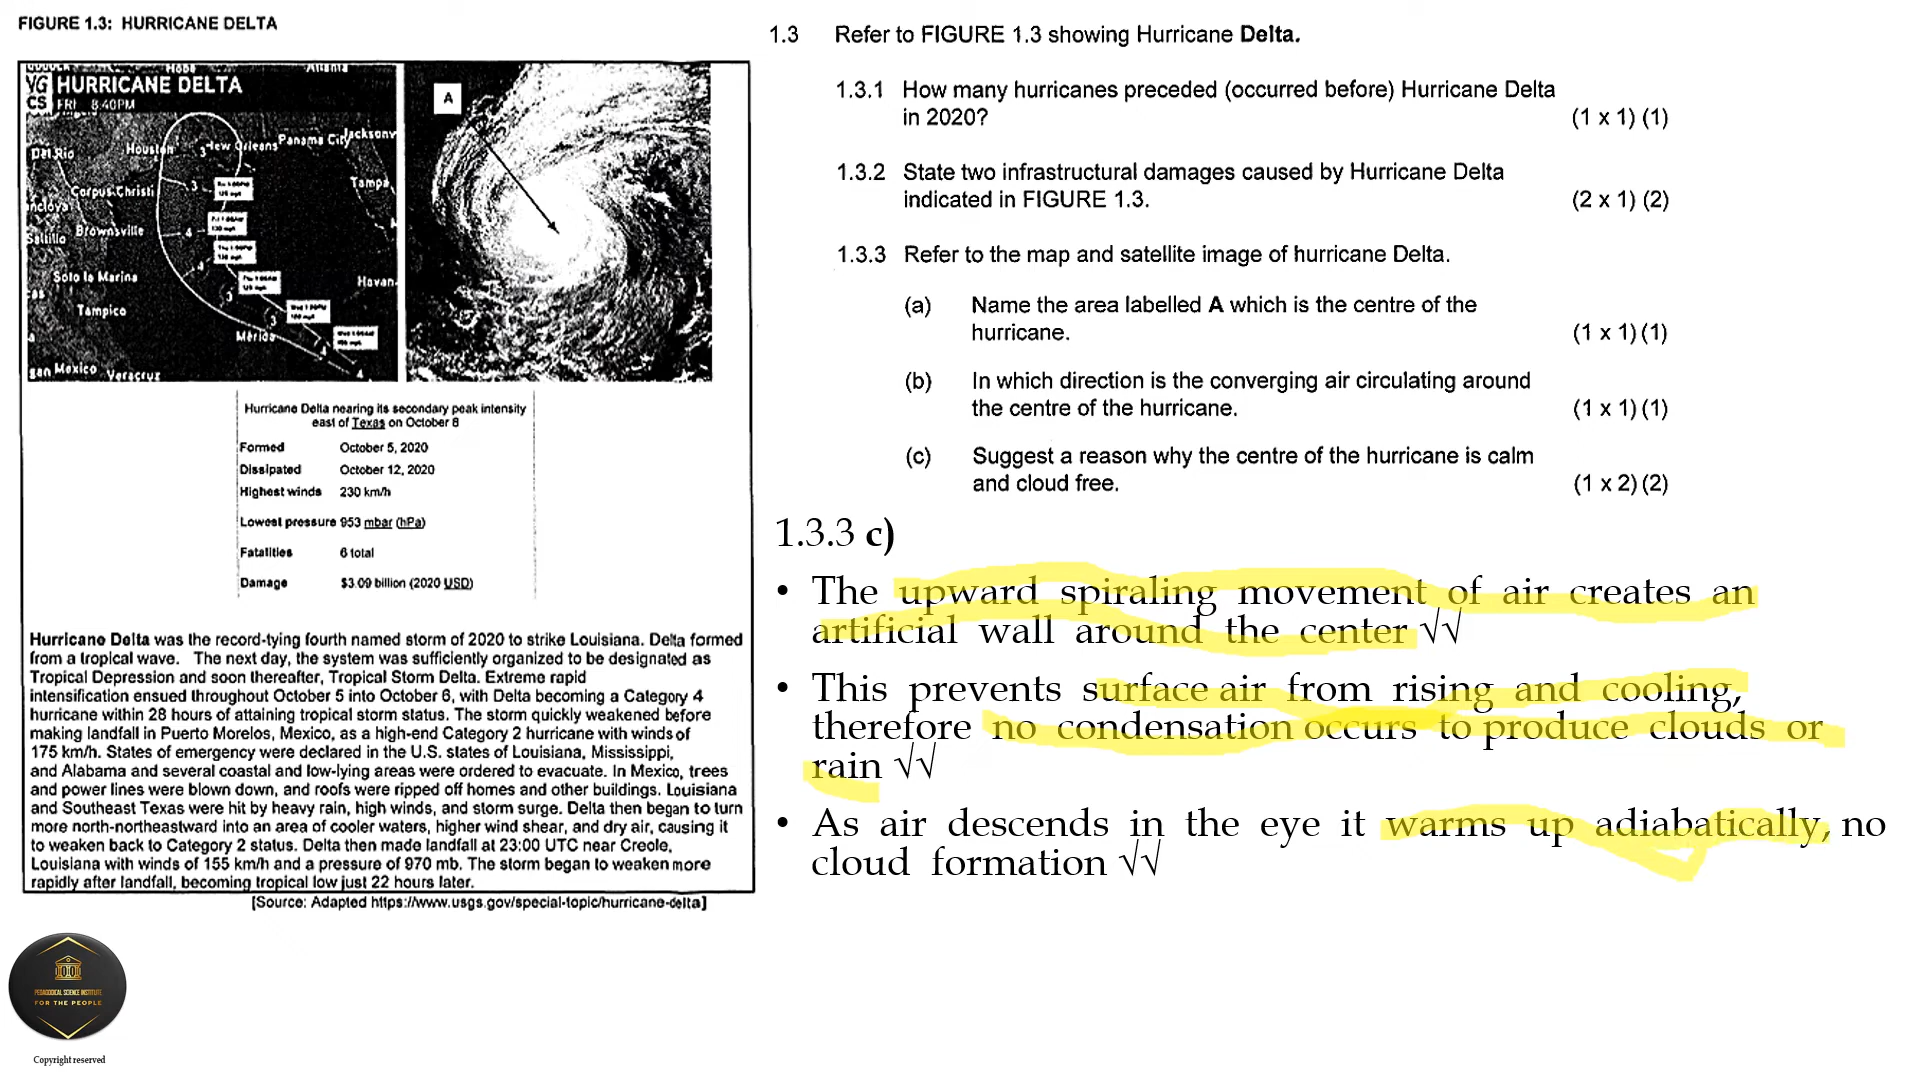 FIGURE 1.3: HURRICANE DELTA
HURRICANE DELTA
VG
CS
FRI 8:40PM
Hobe
Atlanta
Del Rio
Houston
New Orleans
Panama City
Jacksonv
Corpus Christi
Tampa
Brownsville
Saltillo
Soto la Marina
Havan
Tampico
Mérida
Mexico
Veracruz
3
3
4
4
3
3
4
4
A
Hurricane Delta nearing its secondary peak intensity
east of Texas on October 8
Formed October 5, 2020
Dissipated October 12, 2020
Highest winds 230 km/h
Lowest pressure 953 mbar (hPa)
Fatalities 6 total
Damage $3.09 billion (2020 USD)
Hurricane Delta was the record-tying fourth named storm of 2020 to strike Louisiana. Delta formed
from a tropical wave. The next day, the system was sufficiently organized to be designated as
Tropical Depression and soon thereafter, Tropical Storm Delta. Extreme rapid
intensification ensued throughout October 5 into October 6, with Delta becoming a Category 4
hurricane within 28 hours of attaining tropical storm status. The storm quickly weakened before
making landfall in Puerto Morelos, Mexico, as a high-end Category 2 hurricane with winds of
175 km/h. States of emergency were declared in the U.S. states of Louisiana, Mississippi,
and Alabama and several coastal and low-lying areas were ordered to evacuate. In Mexico, trees
and power lines were blown down, and roofs were ripped off homes and other buildings. Louisiana
and Southeast Texas were hit by heavy rain, high winds, and storm surge. Delta then began to turn
more north-northeastward into an area of cooler waters, higher wind shear, and dry air, causing it
to weaken back to Category 2 status. Delta then made landfall at 23:00 UTC near Creole,
Louisiana with winds of 155 km/h and a pressure of 970 mb. The storm began to weaken more
rapidly after landfall, becoming tropical low just 22 hours later.
[Source: Adapted https://www.usgs.gov/special-topic/hurricane-delta]
PEDAGOGICAL SCIENCE INSTITUTE
FOR THE PEOPLE
Copyright reserved
1.3 Refer to FIGURE 1.3 showing Hurricane Delta.
1.3.1 How many hurricanes preceded (occurred before) Hurricane Delta
in 2020? (1 x 1) (1)
1.3.2 State two infrastructural damages caused by Hurricane Delta
indicated in FIGURE 1.3. (2 x 1) (2)
1.3.3 Refer to the map and satellite image of hurricane Delta.
(a) Name the area labelled A which is the centre of the
hurricane. (1 x 1) (1)
(b) In which direction is the converging air circulating around
the centre of the hurricane. (1 x 1) (1)
(c) Suggest a reason why the centre of the hurricane is calm
and cloud free. (1 x 2) (2)
1.3.3 c)
• The upward spiraling movement of air creates an
artificial wall around the center √√
• This prevents surface air from rising and cooling,
therefore no condensation occurs to produce clouds or
rain √√
• As air descends in the eye it warms up adiabatically, no
cloud formation √√